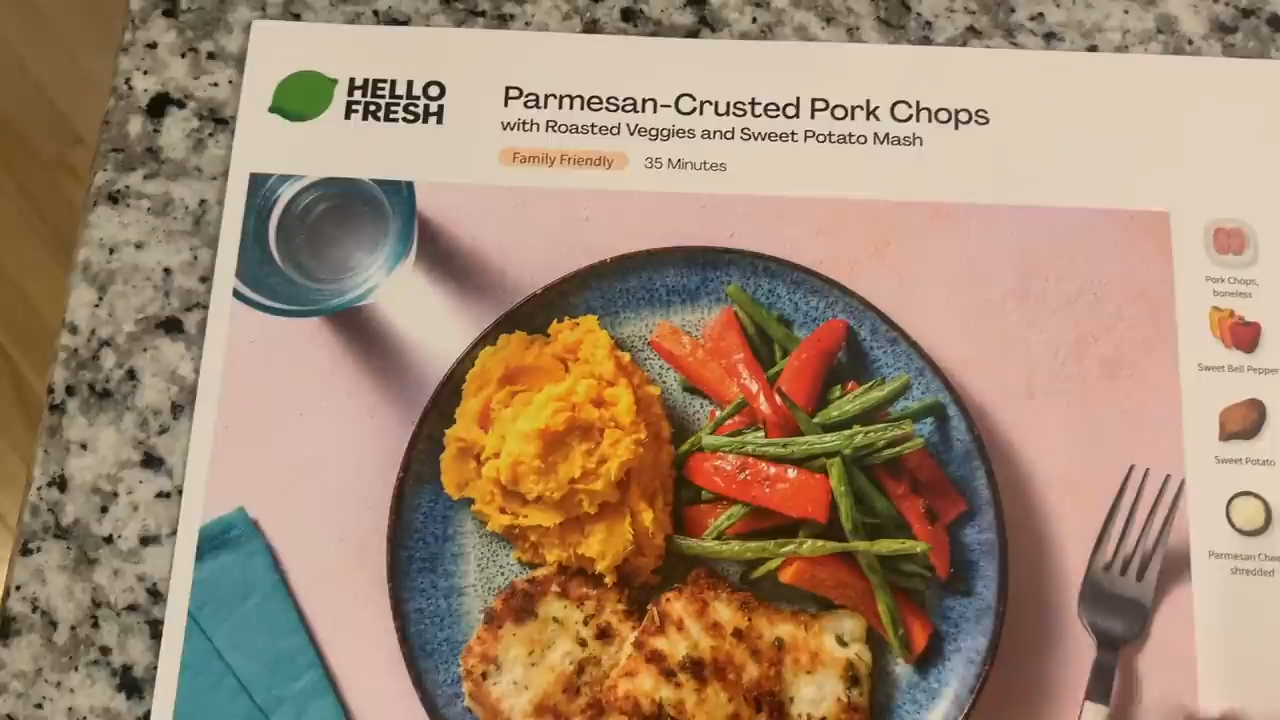 HELLO
FRESH
Parmesan-Crusted Pork Chops
with Roasted Veggies and Sweet Potato Mash
Family Friendly
35 Minutes
Pork Chops,
boneless
Sweet Bell Pepper
Sweet Potato
Parmesan
shredded